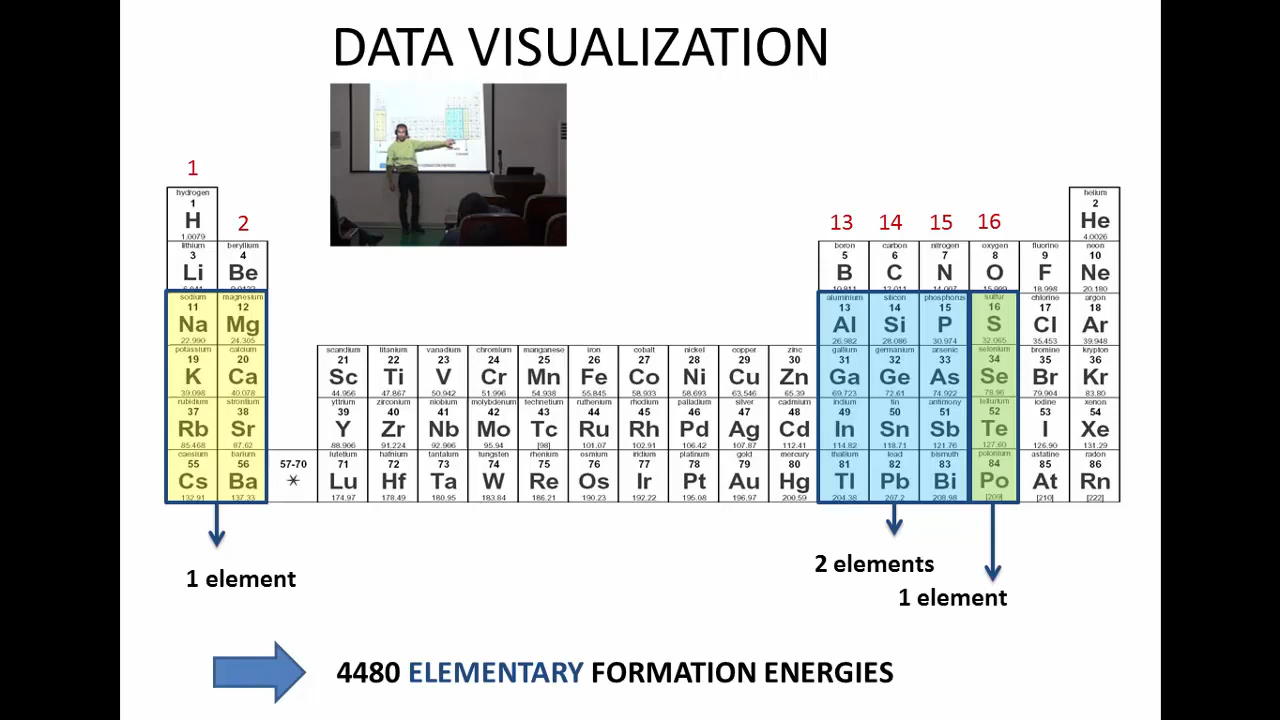 DATA VISUALIZATION
1
hydrogen
1
H
1.0079
helium
2
He
4.0026
2
13 14 15 16
lithium beryllium boron carbon nitrogen oxygen fluorine neon
3 4 5 6 7 8 9 10
Li Be B C N O F Ne
10.811 12.011 14.007 15.999 18.998 20.180
sodium magnesium aluminium silicon phosphorus sulfur chlorine argon
11 12 13 14 15 16 17 18
Na Mg Al Si P S Cl Ar
22.990 24.305 26.982 28.086 30.974 32.065 35.453 39.948
potassium calcium scandium titanium vanadium chromium manganese iron cobalt nickel copper zinc gallium germanium arsenic selenium bromine krypton
19 20 21 22 23 24 25 26 27 28 29 30 31 32 33 34 35 36
K Ca Sc Ti V Cr Mn Fe Co Ni Cu Zn Ga Ge As Se Br Kr
39.098 40.078 44.956 47.867 50.942 51.996 54.938 55.845 58.933 58.693 63.546 65.39 69.723 72.61 74.922 78.96 79.904 83.80
rubidium strontium yttrium zirconium niobium molybdenum technetium ruthenium rhodium palladium silver cadmium indium tin antimony tellurium iodine xenon
37 38 39 40 41 42 43 44 45 46 47 48 49 50 51 52 53 54
Rb Sr Y Zr Nb Mo Tc Ru Rh Pd Ag Cd In Sn Sb Te I Xe
85.468 87.62 88.906 91.224 92.906 95.94 [98] 101.07 102.91 106.42 107.87 112.41 114.82 118.71 121.76 127.60 126.90 131.29
caesium barium lutetium hafnium tantalum tungsten rhenium osmium iridium platinum gold mercury thallium lead bismuth polonium astatine radon
55 56 57-70 71 72 73 74 75 76 77 78 79 80 81 82 83 84 85 86
Cs Ba * Lu Hf Ta W Re Os Ir Pt Au Hg Tl Pb Bi Po At Rn
132.91 137.33 174.97 178.49 180.95 183.84 186.21 190.23 192.22 195.08 196.97 200.59 204.38 207.2 208.98 [209] [210] [222]
1 element
2 elements
1 element
4480 ELEMENTARY FORMATION ENERGIES